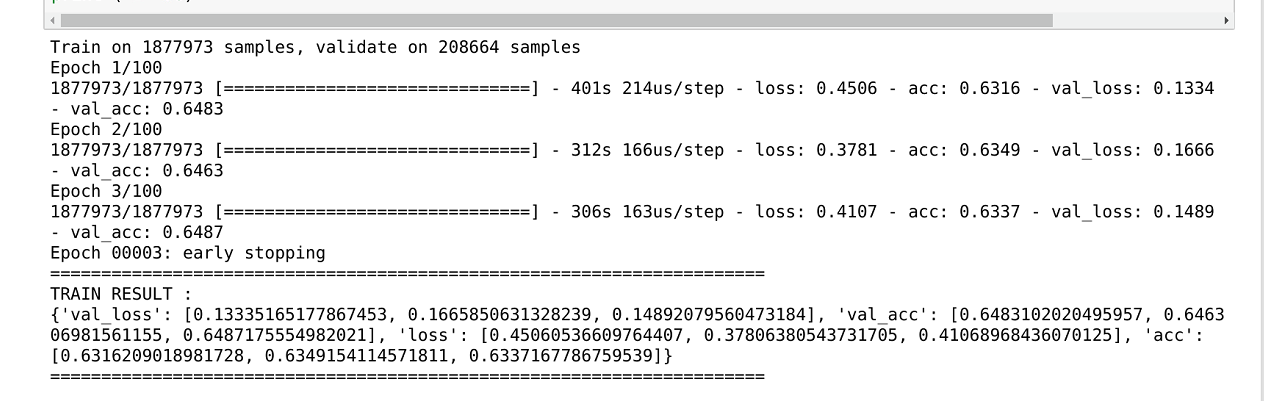 Train on 1877973 samples, validate on 208664 samples
Epoch 1/100
1877973/1877973 [==============================] - 401s 214us/step - loss: 0.4506 - acc: 0.6316 - val_loss: 0.1334
- val_acc: 0.6483
Epoch 2/100
1877973/1877973 [==============================] - 312s 166us/step - loss: 0.3781 - acc: 0.6349 - val_loss: 0.1666
- val_acc: 0.6463
Epoch 3/100
1877973/1877973 [==============================] - 306s 163us/step - loss: 0.4107 - acc: 0.6337 - val_loss: 0.1489
- val_acc: 0.6487
Epoch 00003: early stopping
======================================================================
TRAIN RESULT :
{'val_loss': [0.13335165177867453, 0.1665850631328239, 0.14892079560473184], 'val_acc': [0.6483102020495957, 0.6463
06981561155, 0.6487175554982021], 'loss': [0.45060536609764407, 0.37806380543731705, 0.41068968436070125], 'acc':
[0.6316209018981728, 0.6349154114571811, 0.6337167786759539]}
======================================================================